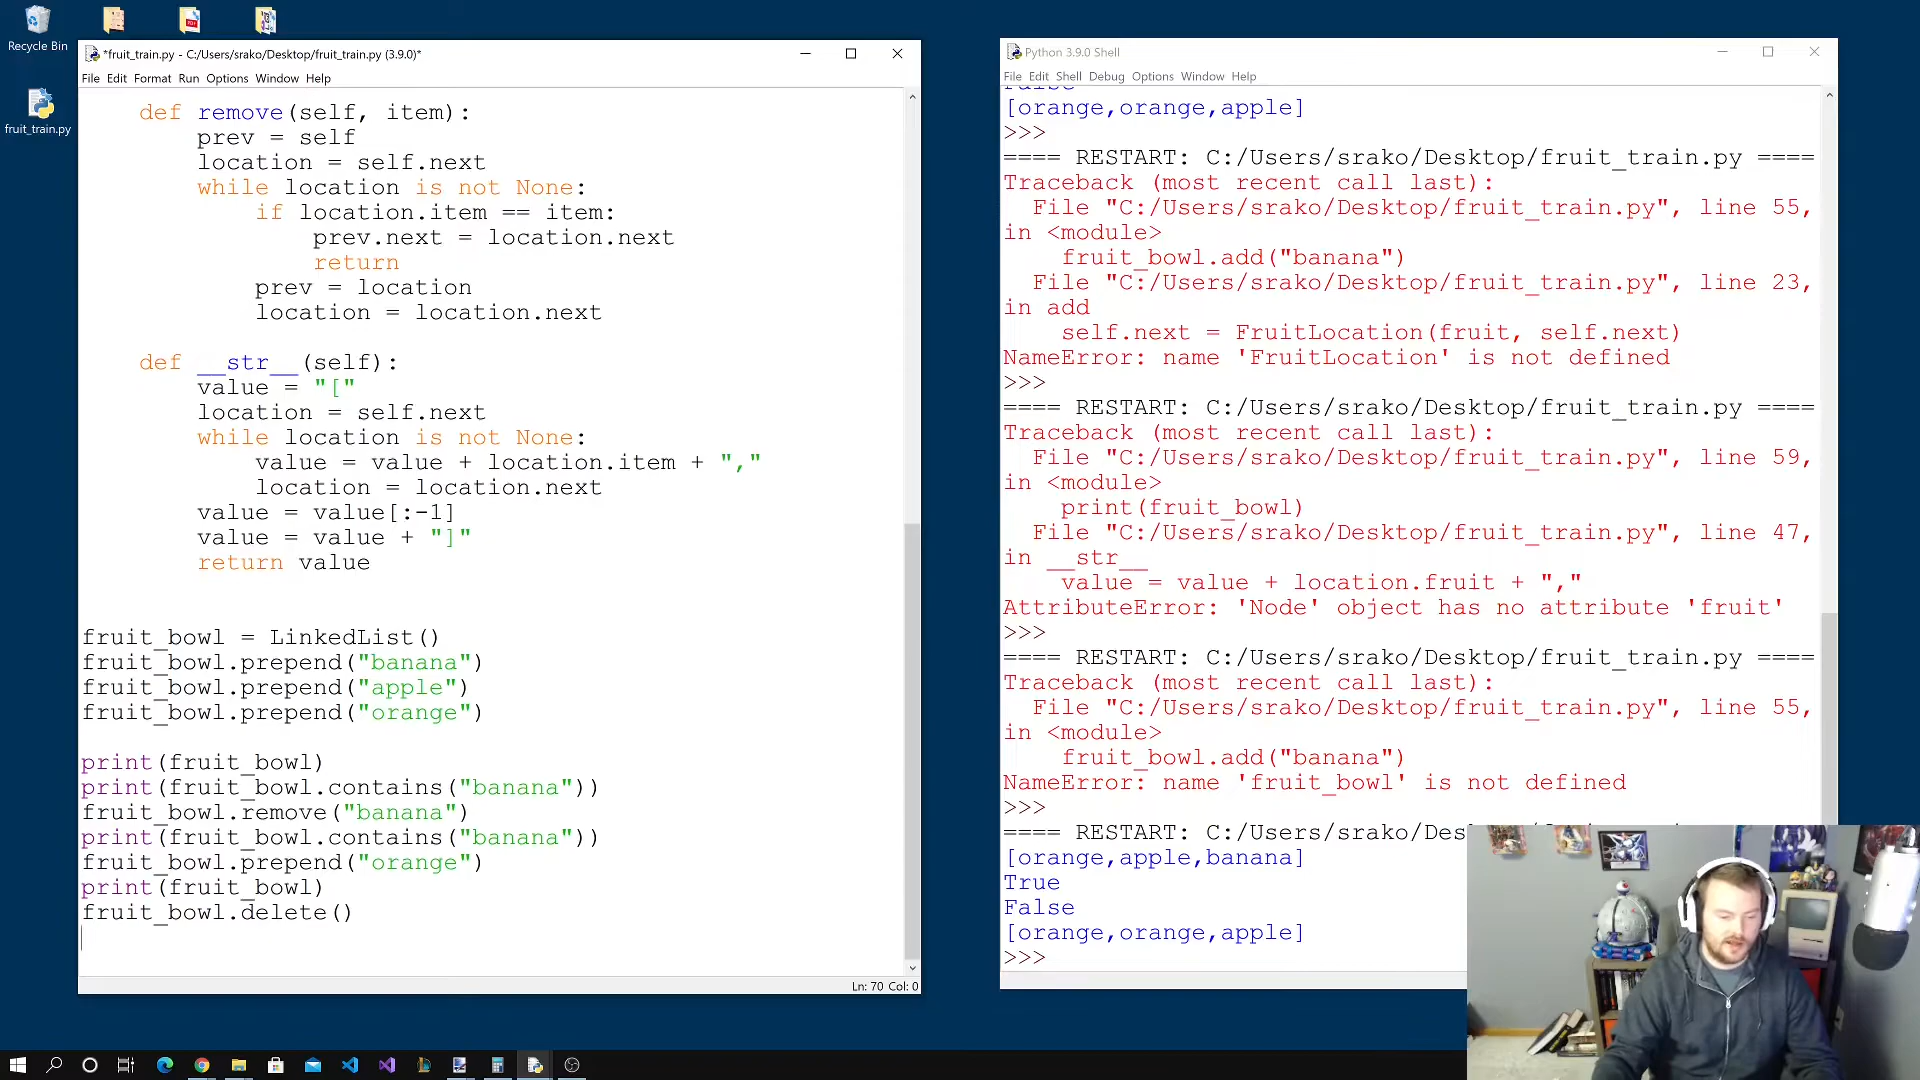 Recycle Bin
fruit_train.py
*fruit_train.py - C:/Users/srako/Desktop/fruit_train.py (3.9.0)*
File Edit Format Run Options Window Help
def remove(self, item):
prev = self
location = self.next
while location is not None:
if location.item == item:
prev.next = location.next
return
prev = location
location = location.next
def __str__(self):
value = "["
location = self.next
while location is not None:
value = value + location.item + ","
location = location.next
value = value[:-1]
value = value + "]"
return value
fruit_bowl = LinkedList()
fruit_bowl.prepend("banana")
fruit_bowl.prepend("apple")
fruit_bowl.prepend("orange")
print(fruit_bowl)
print(fruit_bowl.contains("banana"))
fruit_bowl.remove("banana")
print(fruit_bowl.contains("banana"))
fruit_bowl.prepend("orange")
print(fruit_bowl)
fruit_bowl.delete()
Ln: 70 Col: 0
Python 3.9.0 Shell
File Edit Shell Debug Options Window Help
False
[orange,orange,apple]
>>>
==== RESTART: C:/Users/srako/Desktop/fruit_train.py ====
Traceback (most recent call last):
File "C:/Users/srako/Desktop/fruit_train.py", line 55,
in <module>
fruit_bowl.add("banana")
File "C:/Users/srako/Desktop/fruit_train.py", line 23,
in add
self.next = FruitLocation(fruit, self.next)
NameError: name 'FruitLocation' is not defined
>>>
==== RESTART: C:/Users/srako/Desktop/fruit_train.py ====
Traceback (most recent call last):
File "C:/Users/srako/Desktop/fruit_train.py", line 59,
in <module>
print(fruit_bowl)
File "C:/Users/srako/Desktop/fruit_train.py", line 47,
in __str__
value = value + location.fruit + ","
AttributeError: 'Node' object has no attribute 'fruit'
>>>
==== RESTART: C:/Users/srako/Desktop/fruit_train.py ====
Traceback (most recent call last):
File "C:/Users/srako/Desktop/fruit_train.py", line 55,
in <module>
fruit_bowl.add("banana")
NameError: name 'fruit_bowl' is not defined
>>>
==== RESTART: C:/Users/srako/Des
[orange,apple,banana]
True
False
[orange,orange,apple]
>>>